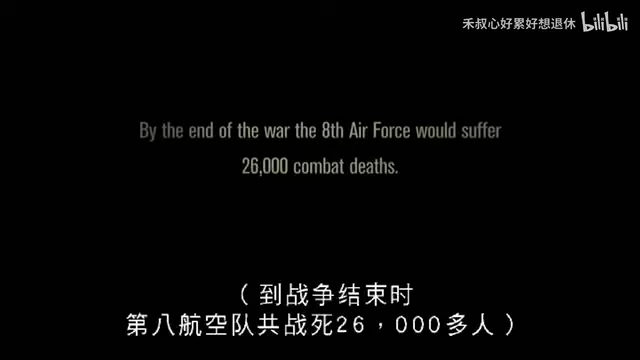 禾叔心好累好想退休 bilibili
By the end of the war the 8th Air Force would suffer
26,000 combat deaths.
（到战争结束时
第八航空队共战死26，000多人）